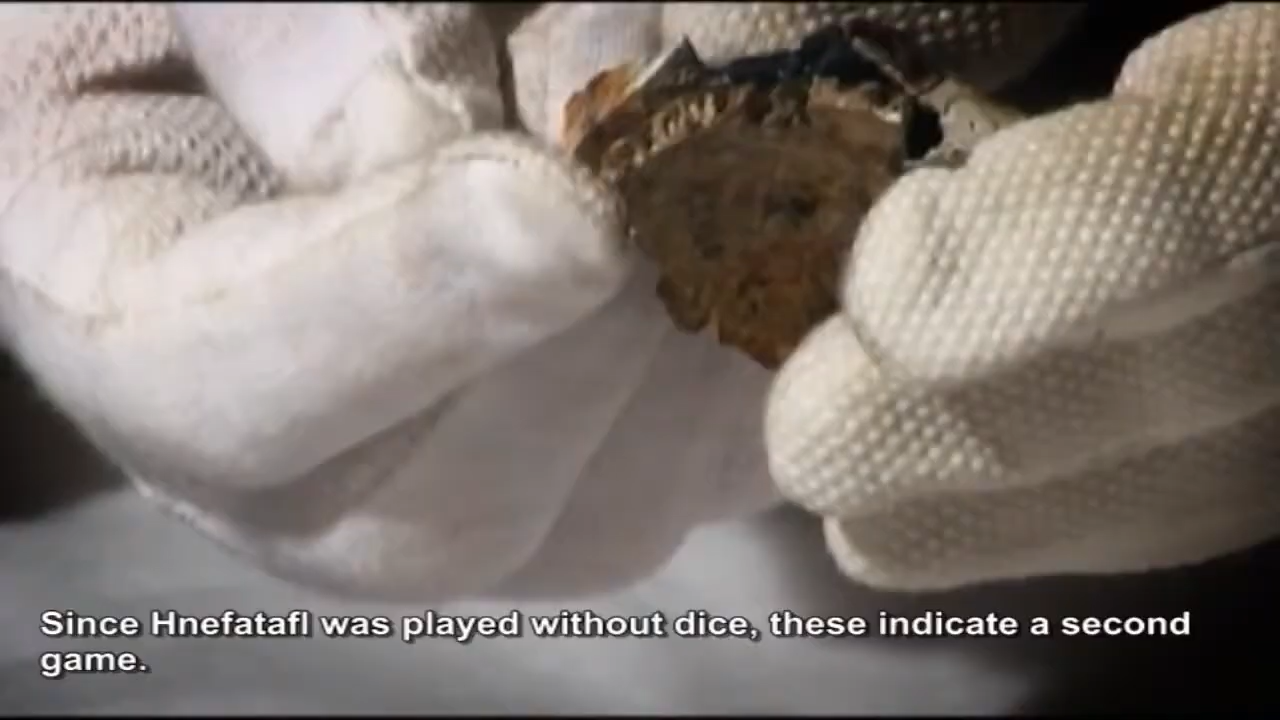 Since Hnefatafl was played without dice, these indicate a second
game.